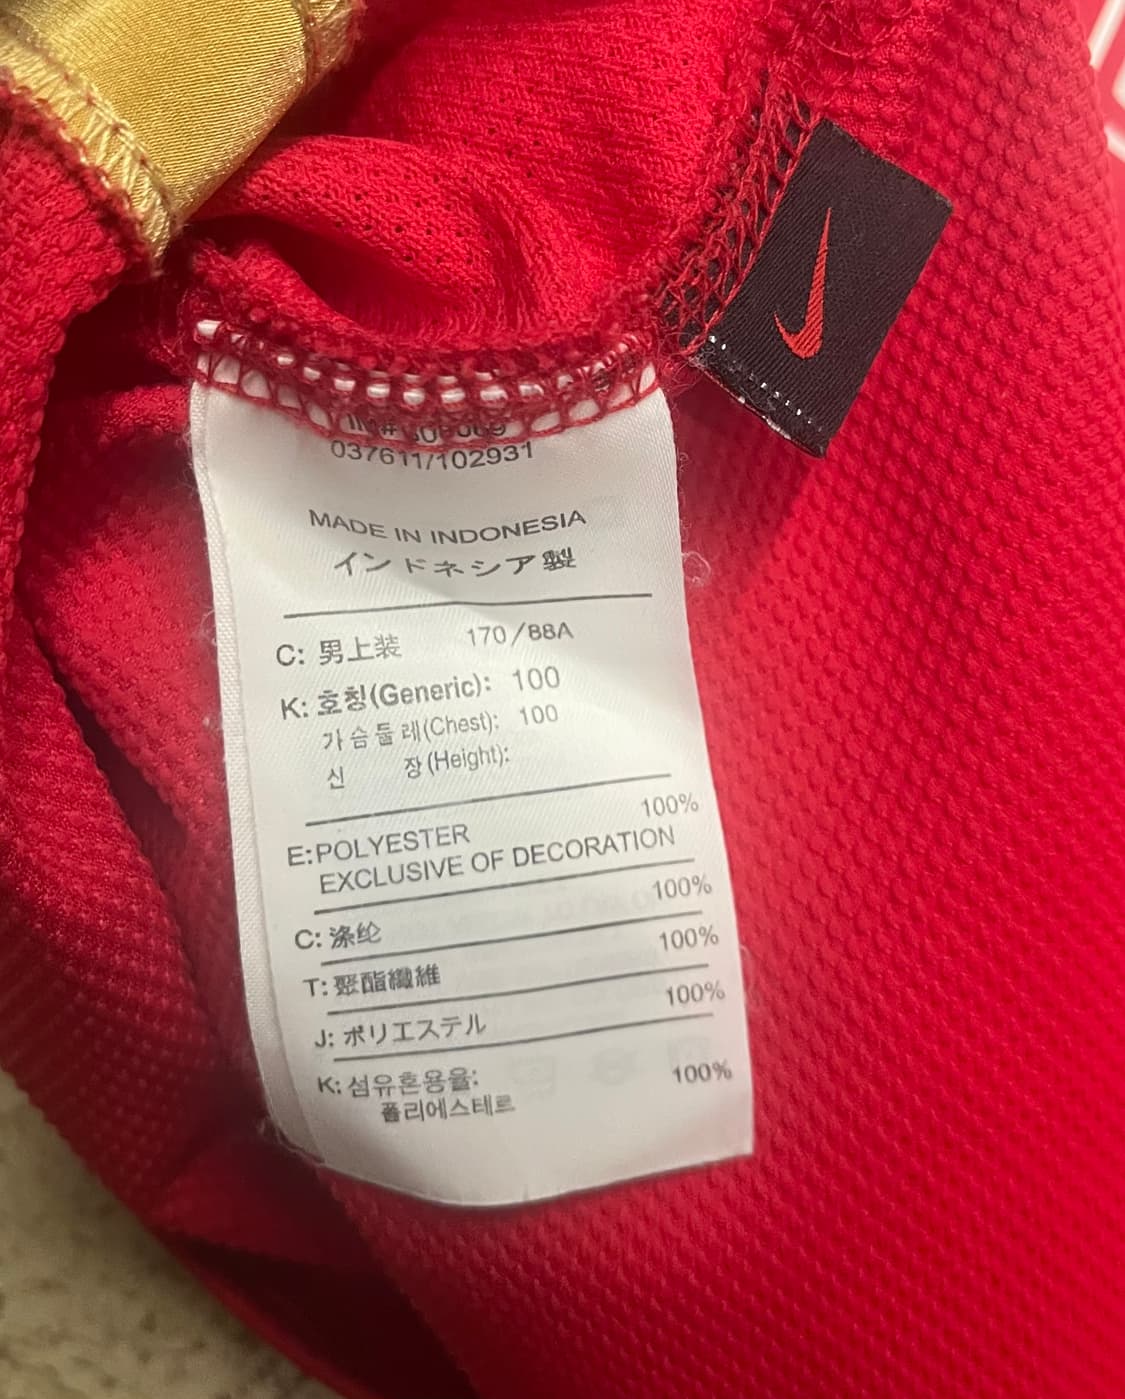 037611/102931
MADE IN INDONESIA
インドネシア製
C: 男上装 170/88A
K: 호칭(Generic): 100
가슴둘레(Chest): 100
신 장(Height):
100%
E:POLYESTER
EXCLUSIVE OF DECORATION
100%
C: 涤纶
100%
T: 聚酯纖維
100%
J: ポリエステル
K: 섬유혼용율: 100%
폴리에스테르